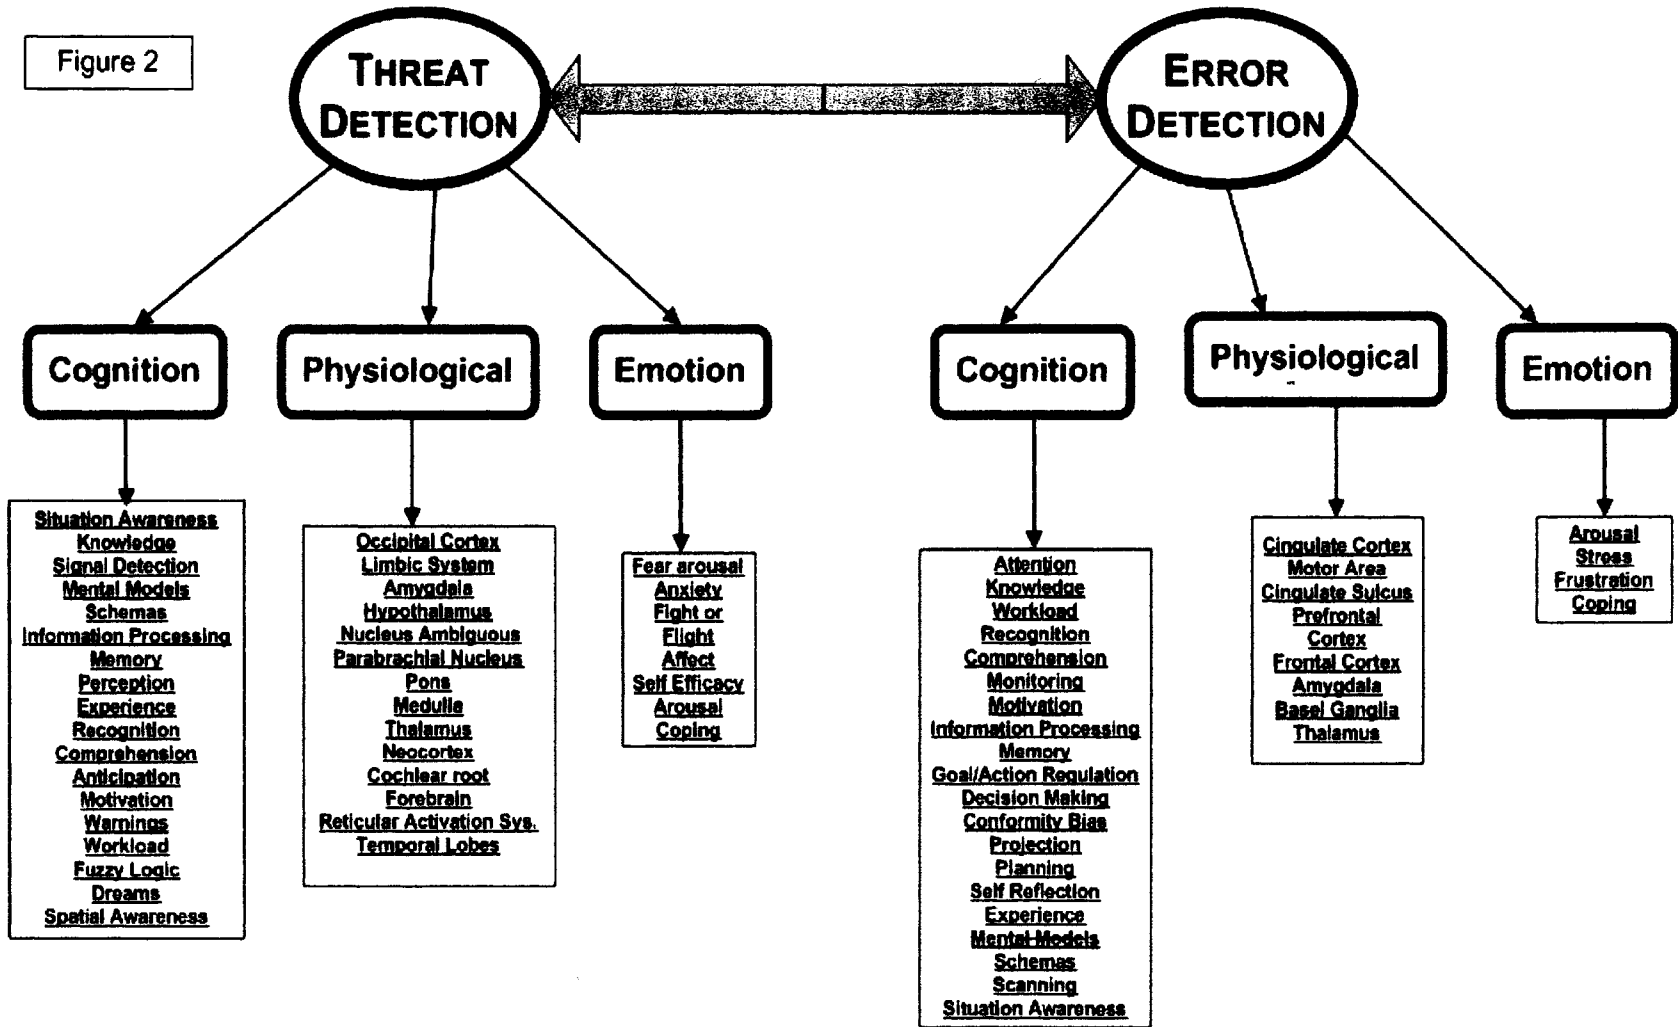 Figure 2
THREAT
DETECTION
ERROR
DETECTION
Cognition
Physiological
Emotion
Cognition
Physiological
Emotion
Situation Awareness
Knowledge
Signal Detection
Mental Models
Schemas
Information Processing
Memory
Perception
Experience
Recognition
Comprehension
Anticipation
Motivation
Warnings
Workload
Fuzzy Logic
Dreams
Spatial Awareness
Occipital Cortex
Limbic System
Amygdala
Hypothalamus
Nucleus Ambiguous
Parabrachial Nucleus
Pons
Medulla
Thalamus
Neocortex
Cochlear root
Forebrain
Reticular Activation Sys.
Temporal Lobes
Fear arousal
Anxiety
Fight or
Flight
Affect
Self Efficacy
Arousal
Coping
Attention
Knowledge
Workload
Recognition
Comprehension
Monitoring
Motivation
Information Processing
Memory
Goal/Action Regulation
Decision Making
Conformity Bias
Projection
Planning
Self Reflection
Experience
Mental Models
Schemas
Scanning
Situation Awareness
Cingulate Cortex
Motor Area
Cingulate Sulcus
Prefrontal
Cortex
Frontal Cortex
Amygdala
Basel Ganglia
Thalamus
Arousal
Stress
Frustration
Coping